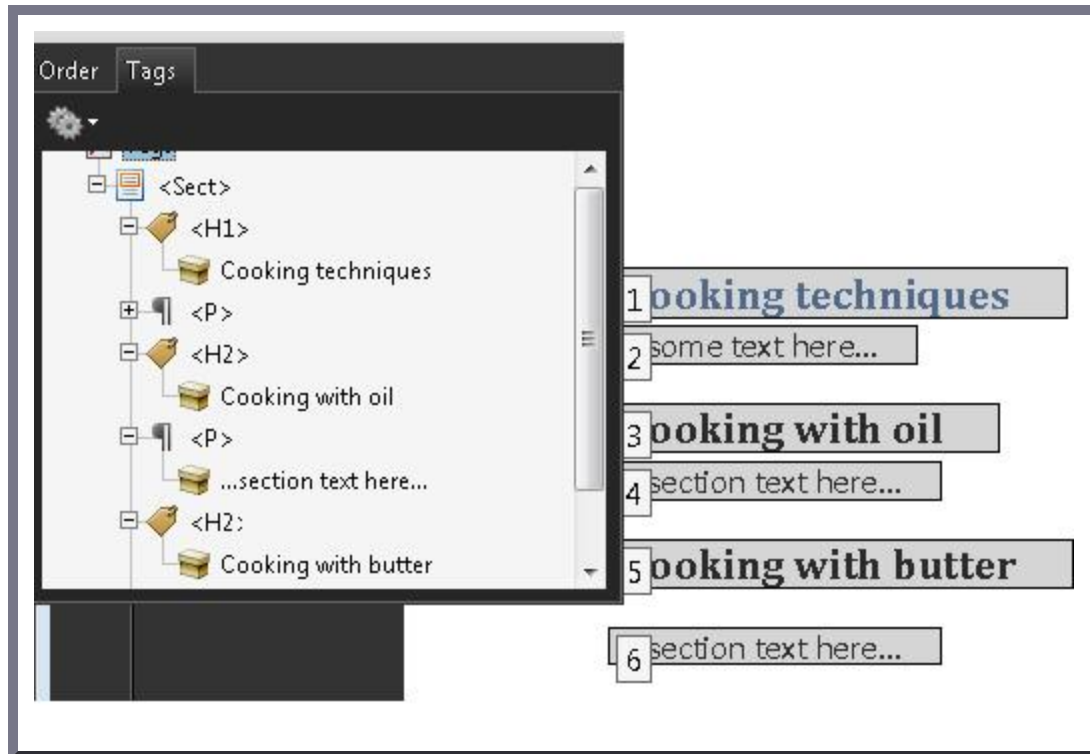 Order Tags
<Sect>
<H1>
Cooking techniques
<P>
<H2>
Cooking with oil
<P>
...section text here...
<H2>
Cooking with butter
1 ooking techniques
2 some text here...
3 ooking with oil
4 section text here...
5 ooking with butter
6 section text here...